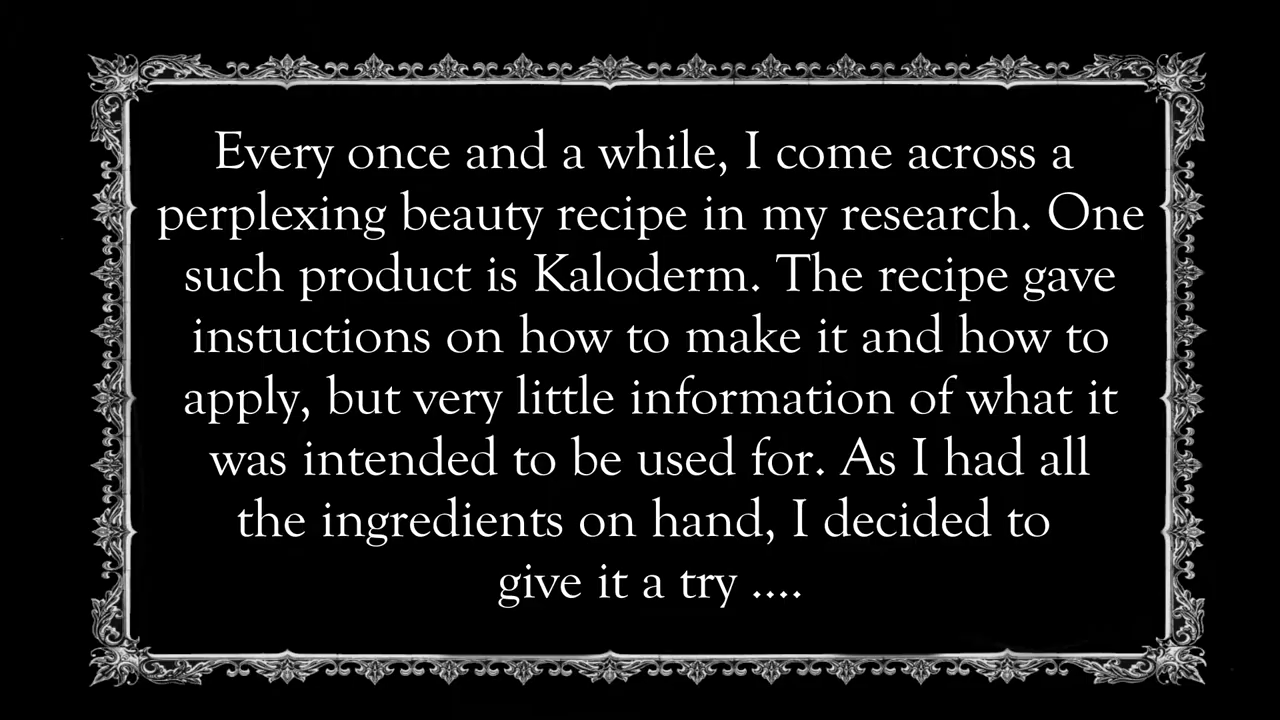 Every once and a while, I come across a
perplexing beauty recipe in my research. One
such product is Kaloderm. The recipe gave
instuctions on how to make it and how to
apply, but very little information of what it
was intended to be used for. As I had all
the ingredients on hand, I decided to
give it a try ....